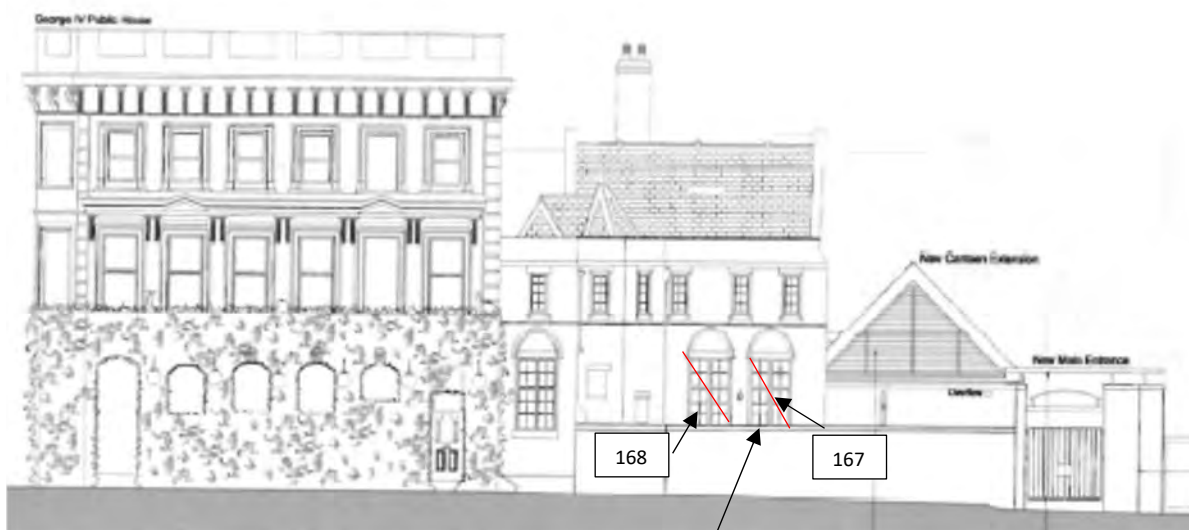 George IV Public House
New Canteen Extension
New Main Entrance
168
167